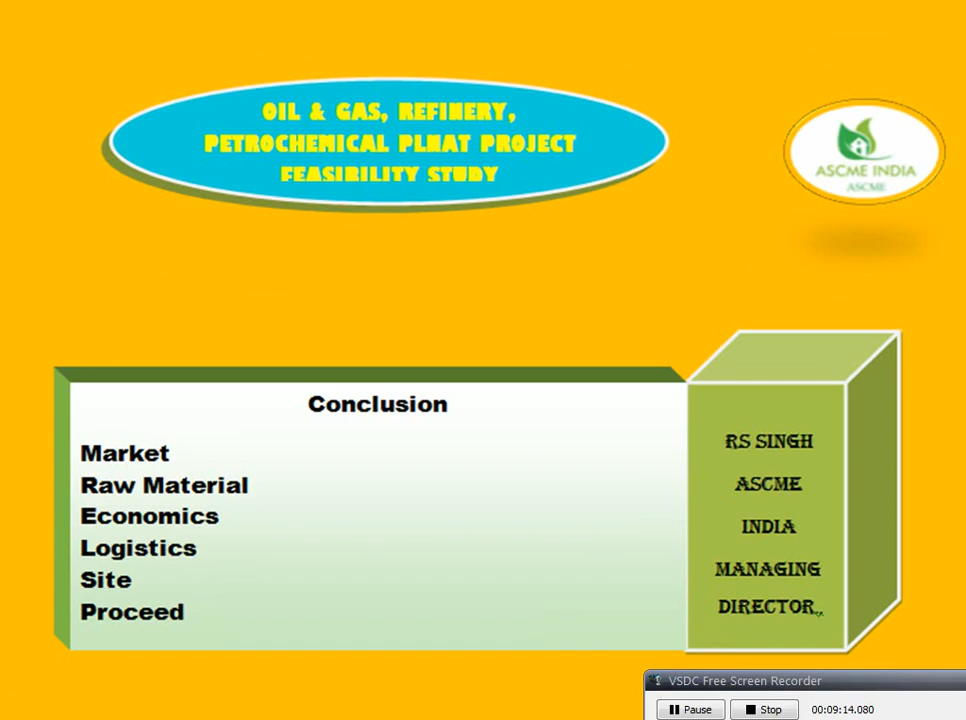 OIL & GAS, REFINERY,
PETROCHEMICAL PLNAT PROJECT
FEASIBILITY STUDY
ASCME INDIA
ASCME
Conclusion
Market
Raw Material
Economics
Logistics
Site
Proceed
RS SINGH
ASCME
INDIA
MANAGING
DIRECTOR..
VSDC Free Screen Recorder
Pause
Stop
00:09:14.080